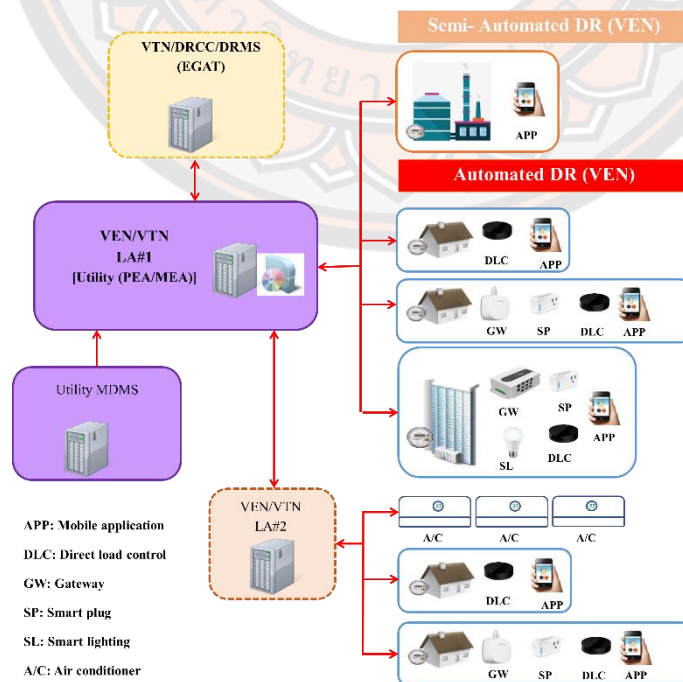 Semi- Automated DR (VEN)
VTN/DRCC/DRMS
(EGAT)
APP
Automated DR (VEN)
VEN/VTN
LA#1
[Utility (PEA/MEA)]
DLC
APP
GW
SP
DLC
APP
Utility MDMS
GW
SP
APP
SL
DLC
VEN/VTN
LA#2
A/C
A/C
A/C
DLC
APP
GW
SP
DLC
APP
APP: Mobile application
DLC: Direct load control
GW: Gateway
SP: Smart plug
SL: Smart lighting
A/C: Air conditioner